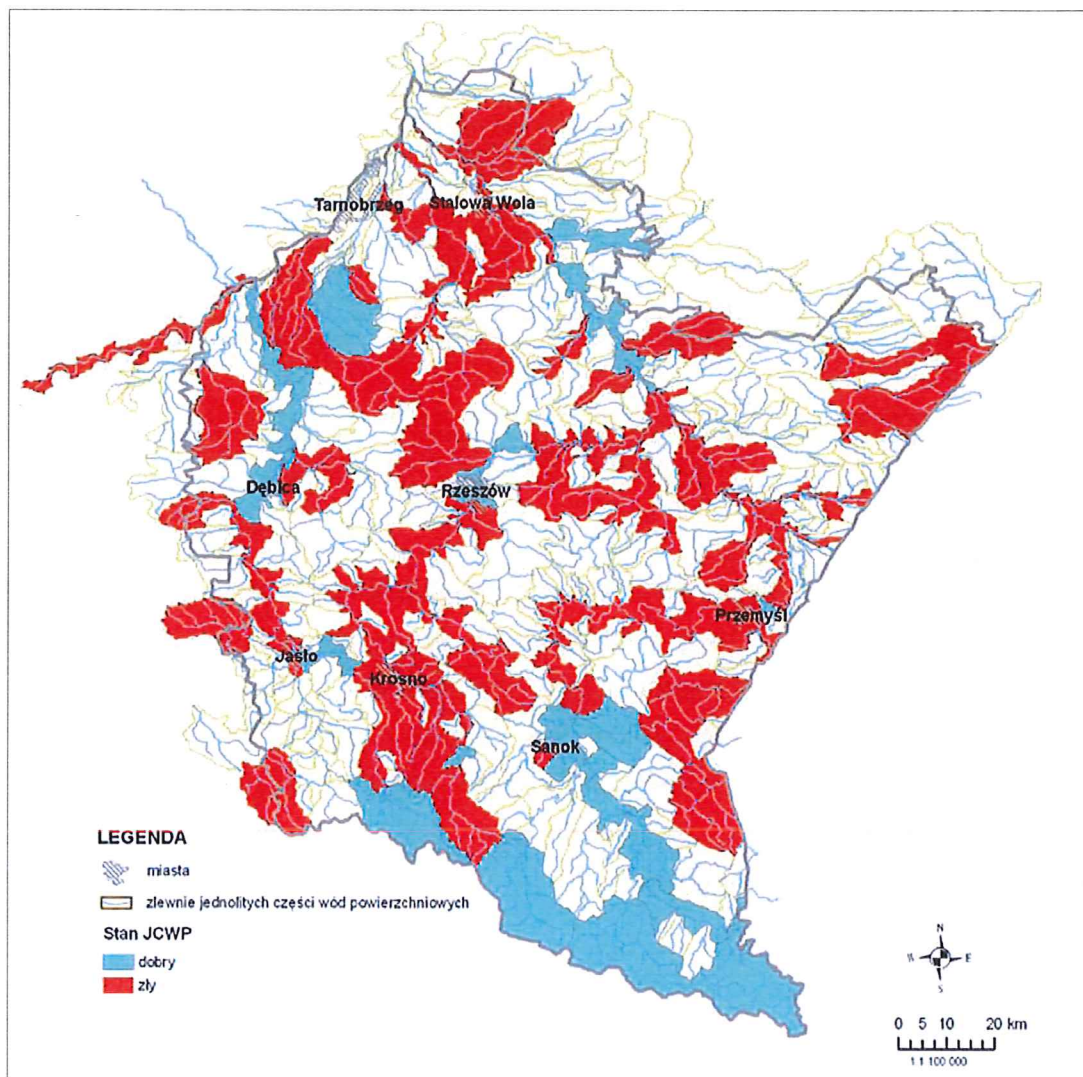 Tarnobrzeg
Stalowa Wola
Dębica
Rzeszów
Przemyśl
Jasło
Krosno
Sanok
LEGENDA
miasta
zlewnie jednolitych części wód powierzchniowych
Stan JCWP
dobry
zły
N
W
E
S
0 5 10 20 km
1:1 100 000